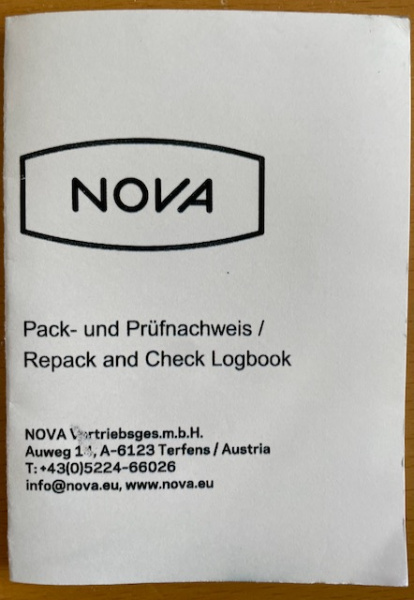 NOVA
Pack- und Prüfnachweis /
Repack and Check Logbook
NOVA Vertriebsges.m.b.H.
Auweg , A-6123 Terfens / Austria
T: +43(0)5224-66026
info@nova.eu, www.nova.eu